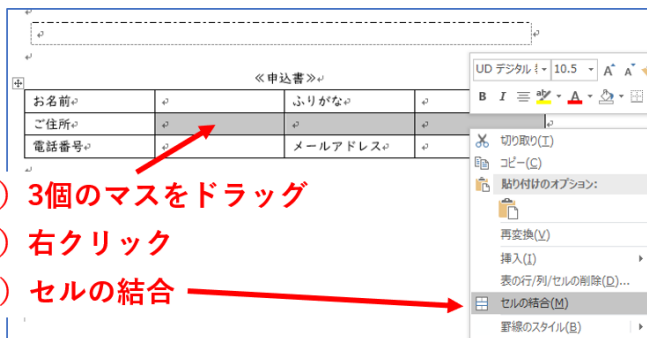 ≪申込書≫
お名前 ふりがな
ご住所
電話番号 メールアドレス
) 3個のマスをドラッグ
) 右クリック
) セルの結合
UD デジタル 10.5 A A
B I A
切り取り(T)
コピー(C)
貼り付けのオプション:
再変換(V)
挿入(I)
表の行/列/セルの削除(D)...
セルの結合(M)
罫線のスタイル(B)